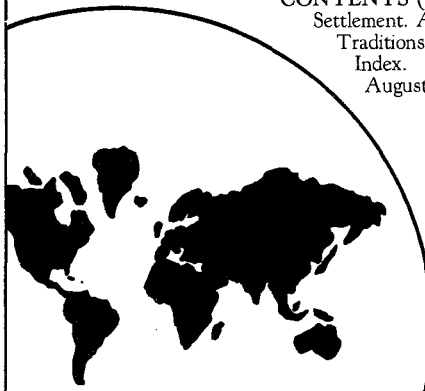 CONTENTS (
Settlement. A
Traditions
Index.
August